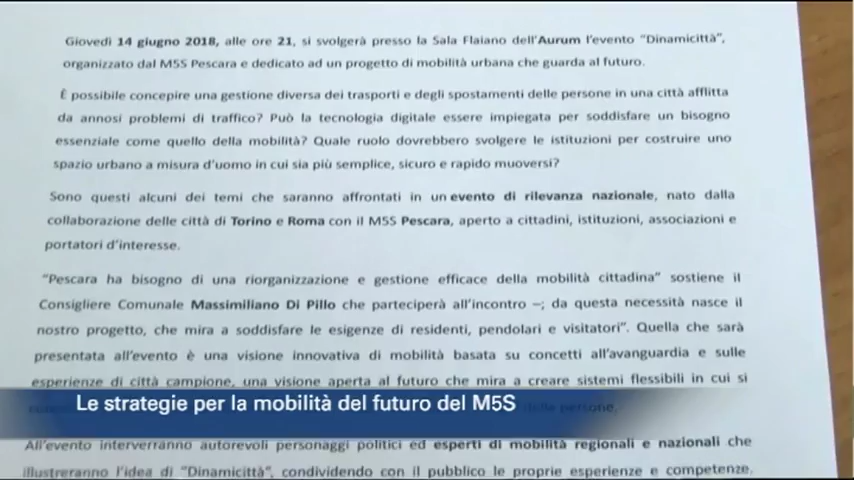 Giovedì 14 giugno 2018, alle ore 21, si svolgerà presso la Sala Flaiano dell'Aurum l'evento "Dinamicittà",
organizzato dal M5S Pescara e dedicato ad un progetto di mobilità urbana che guarda al futuro.
È possibile concepire una gestione diversa dei trasporti e degli spostamenti delle persone in una città afflitta
da annosi problemi di traffico? Può la tecnologia digitale essere impiegata per soddisfare un bisogno
essenziale come quello della mobilità? Quale ruolo dovrebbero svolgere le istituzioni per costruire uno
spazio urbano a misura d'uomo in cui sia più semplice, sicuro e rapido muoversi?
Sono questi alcuni dei temi che saranno affrontati in un evento di rilevanza nazionale, nato dalla
collaborazione delle città di Torino e Roma con il M5S Pescara, aperto a cittadini, istituzioni, associazioni e
portatori d'interesse.
"Pescara ha bisogno di una riorganizzazione e gestione efficace della mobilità cittadina" sostiene il
Consigliere Comunale Massimiliano Di Pillo che parteciperà all'incontro –; da questa necessità nasce il
nostro progetto, che mira a soddisfare le esigenze di residenti, pendolari e visitatori". Quella che sarà
presentata all'evento è una visione innovativa di mobilità basata su concetti all'avanguardia e sulle
esperienze di città campione, una visione aperta al futuro che mira a creare sistemi flessibili in cui si
persone.
Le strategie per la mobilità del futuro del M5S
All'evento interverranno autorevoli personaggi politici ed esperti di mobilità regionali e nazionali che
illustreranno l'idea di "Dinamicittà", condividendo con il pubblico le proprie esperienze e competenze.